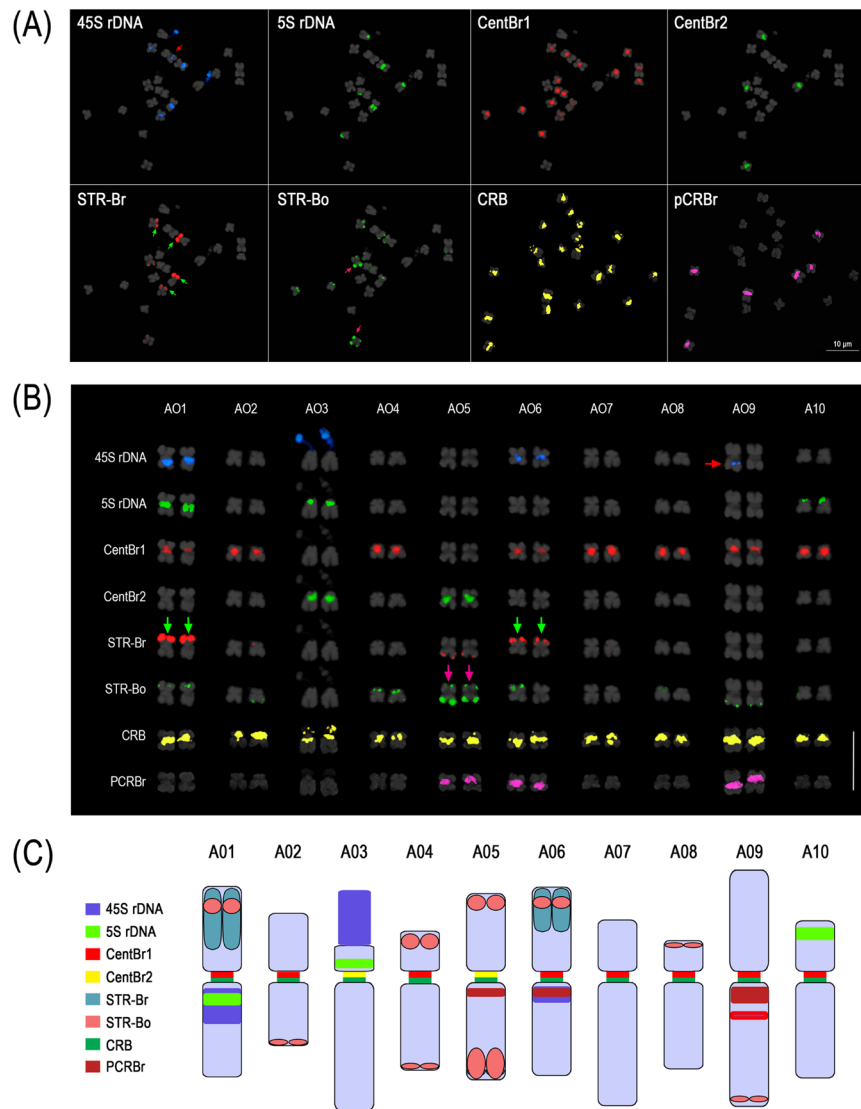 (A)
45S rDNA 5S rDNA CentBr1 CentBr2
STR-Br STR-Bo CRB pCRBr
10 µm
(B)
AO1 AO2 AO3 AO4 AO5 AO6 AO7 AO8 AO9 A10
45S rDNA
5S rDNA
CentBr1
CentBr2
STR-Br
STR-Bo
CRB
PCRBr
(C)
A01 A02 A03 A04 A05 A06 A07 A08 A09 A10
45S rDNA
5S rDNA
CentBr1
CentBr2
STR-Br
STR-Bo
CRB
PCRBr